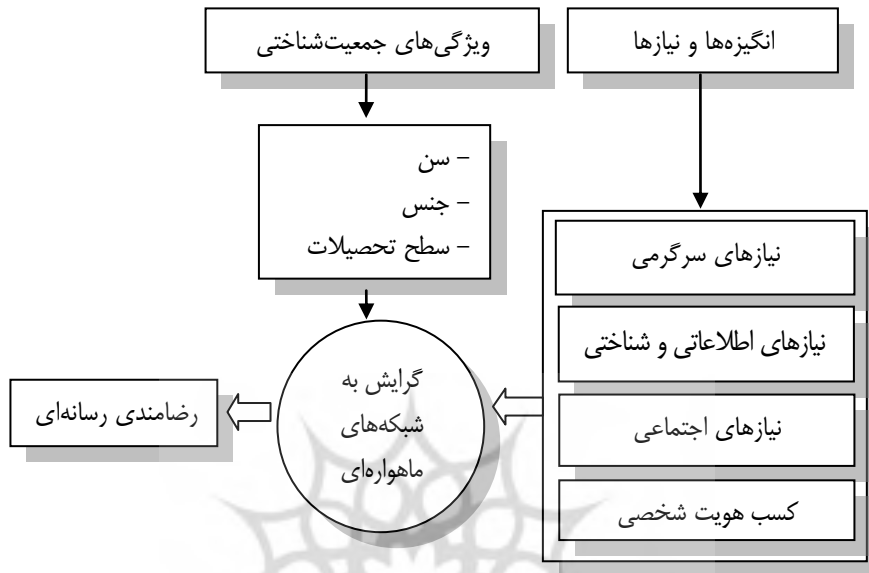 انگیزه‌ها و نیازها
ویژگی‌های جمعیت‌شناختی
- سن
- جنس
- سطح تحصیلات
نیازهای سرگرمی
نیازهای اطلاعاتی و شناختی
نیازهای اجتماعی
کسب هویت شخصی
گرایش به
شبکه‌های
ماهواره‌ای
رضامندی رسانه‌ای